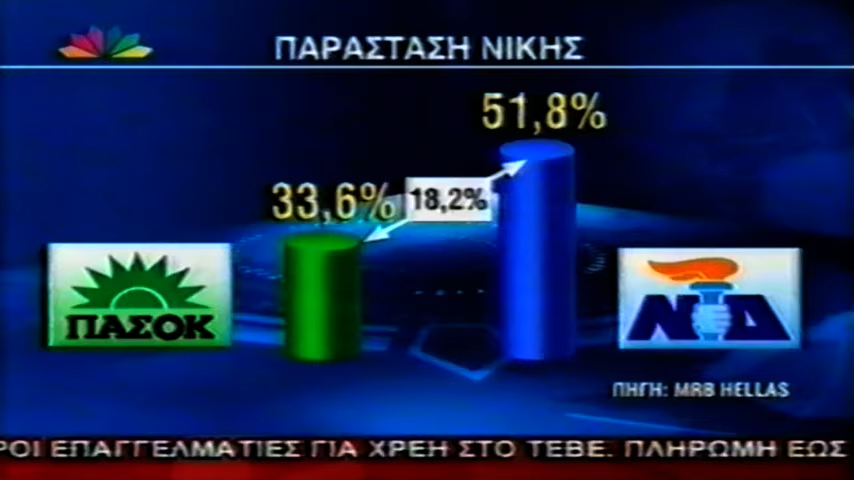 ΠΑΡΑΣΤΑΣΗ ΝΙΚΗΣ
51,8%
33,6%
18,2%
ΠΑΣΟΚ
ΝΔ
ΠΗΓΗ: MRB HELLAS
ΡΟΙ ΕΠΑΓΓΕΛΜΑΤΙΕΣ ΓΙΑ ΧΡΕΗ ΣΤΟ ΤΕΒΕ. ΠΛΗΡΩΜΗ ΕΩΣ